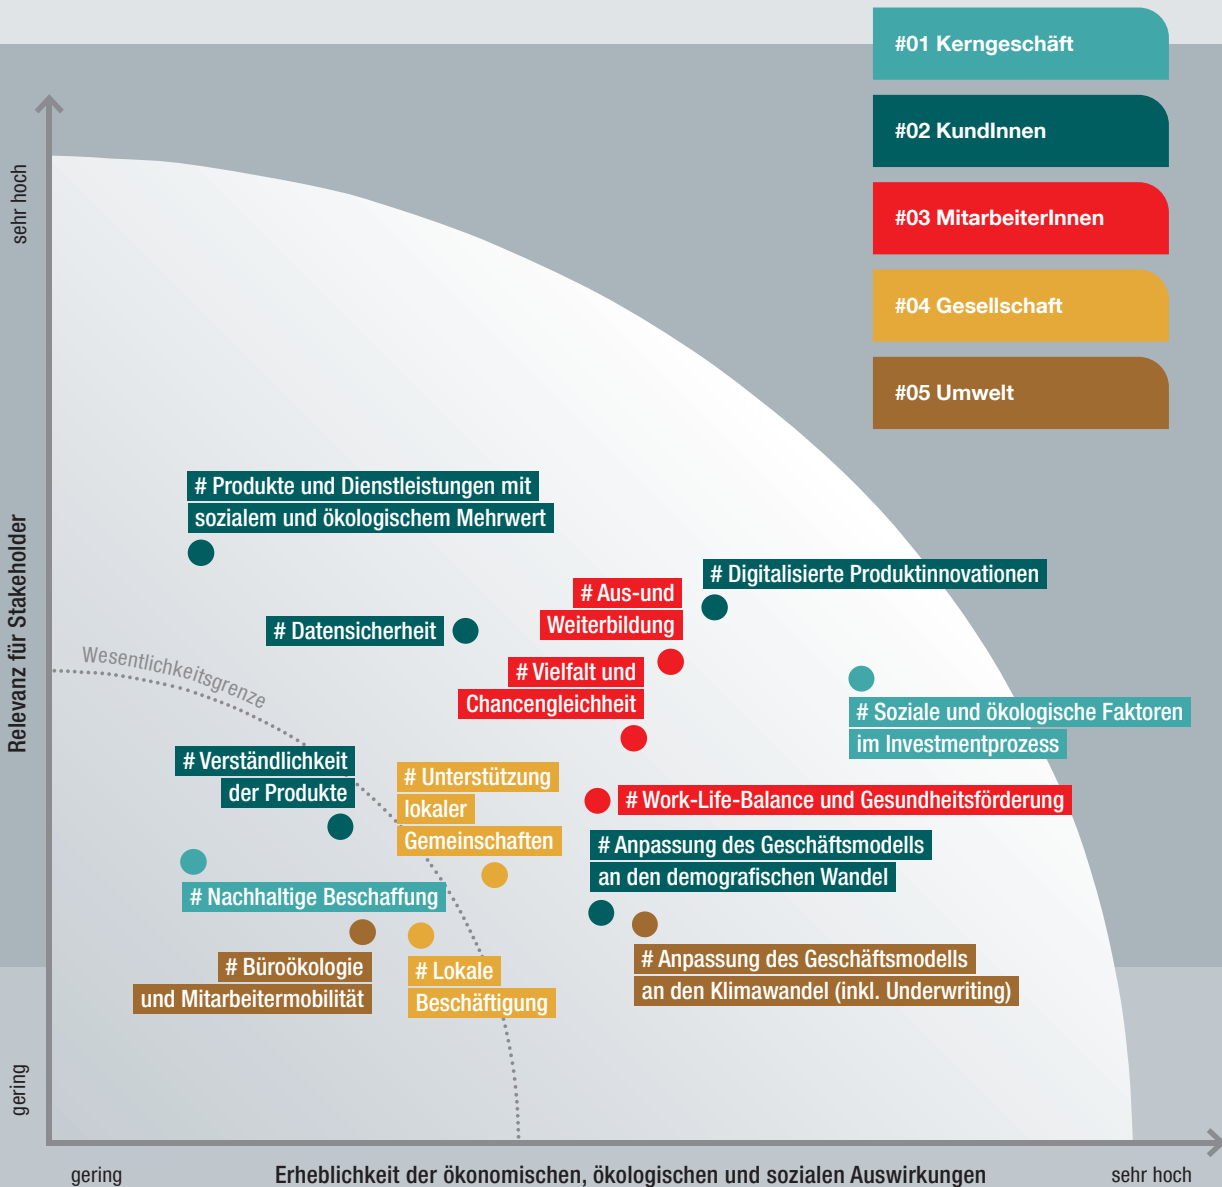 #01 Kerngeschäft
#02 KundInnen
#03 MitarbeiterInnen
#04 Gesellschaft
#05 Umwelt
sehr hoch
Relevanz für Stakeholder
gering
# Produkte und Dienstleistungen mit
sozialem und ökologischem Mehrwert
# Digitalisierte Produktinnovationen
# Aus-und
Weiterbildung
# Datensicherheit
Wesentlichkeitsgrenze
# Vielfalt und
Chancengleichheit
# Soziale und ökologische Faktoren
im Investmentprozess
# Verständlichkeit
der Produkte
# Unterstützung
lokaler
Gemeinschaften
# Work-Life-Balance und Gesundheitsförderung
# Anpassung des Geschäftsmodells
an den demografischen Wandel
# Nachhaltige Beschaffung
# Büroökologie
und Mitarbeitermobilität
# Lokale
Beschäftigung
# Anpassung des Geschäftsmodells
an den Klimawandel (inkl. Underwriting)
gering
Erheblichkeit der ökonomischen, ökologischen und sozialen Auswirkungen
sehr hoch